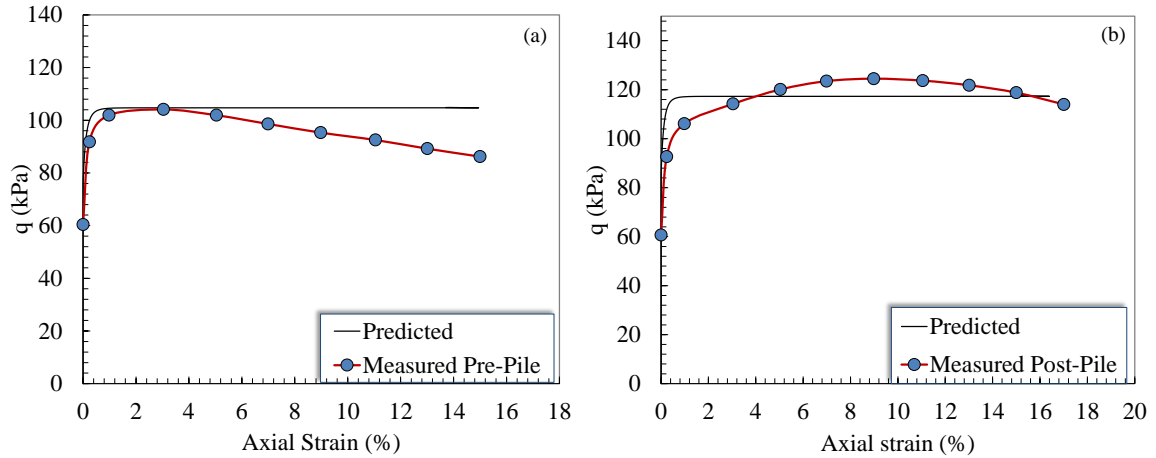 (a)
q (kPa)
140
120
100
80
60
40
20
0
0 2 4 6 8 10 12 14 16 18
Axial Strain (%)
Predicted
Measured Pre-Pile
(b)
q (kPa)
140
120
100
80
60
40
20
0
0 2 4 6 8 10 12 14 16 18 20
Axial strain (%)
Predicted
Measured Post-Pile